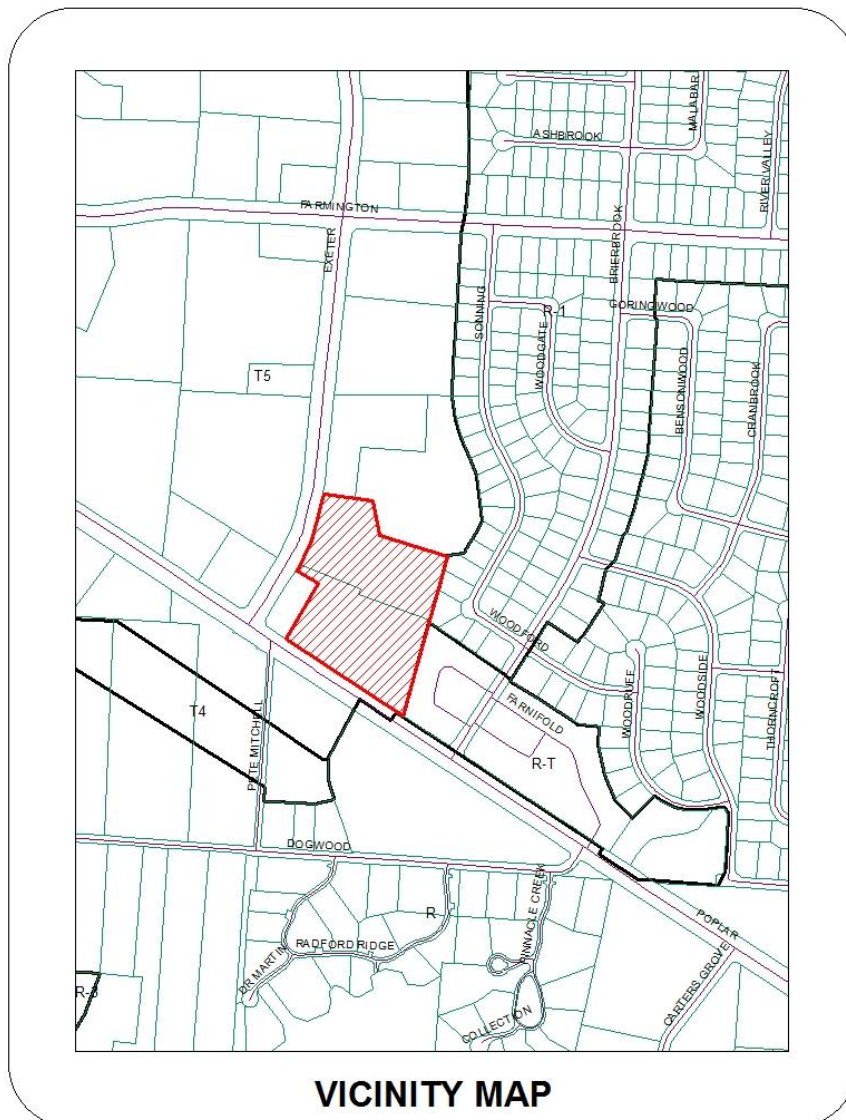 MALABAR
ASHBROOK
RIVER VALLEY
FARMINGTON
EXETER
BRIERBROOK
SONNING
R-1
GORINGWOOD
WOODGATE
BENSONWOOD
CRANBROOK
T5
WOODFORD
WOODRUFF
WOODSIDE
THORNCROFT
FARNIFOLD
T4
PETE MITCHELL
R-T
DOGWOOD
PINNACLE CREEK
R
POPLAR
DR MARTIN
RADFORD RIDGE
CARTERS GROVE
R-3
COLLECTION
VICINITY MAP